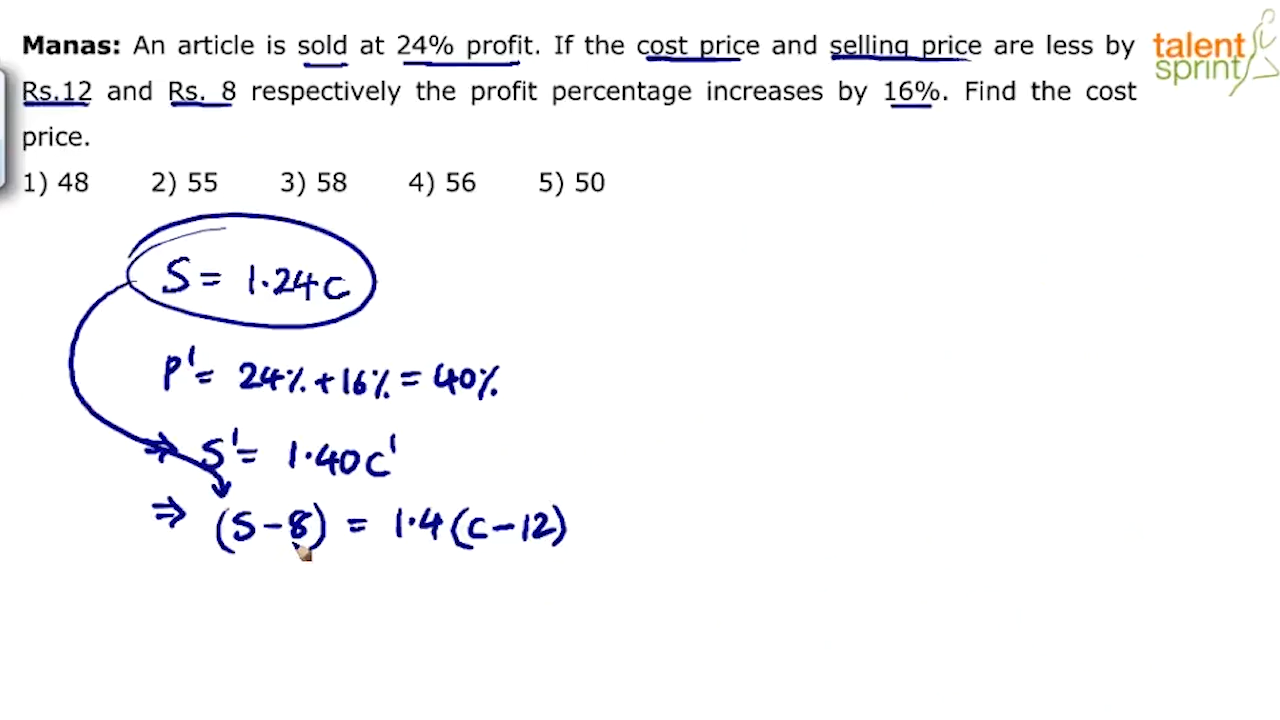 Manas: An article is sold at 24% profit. If the cost price and selling price are less by
Rs.12 and Rs. 8 respectively the profit percentage increases by 16%. Find the cost
price.
1) 48 2) 55 3) 58 4) 56 5) 50
talent
sprint
S = 1.24C
P' = 24% + 16% = 40%
⇒ S' = 1.40C'
⇒ (S - 8) = 1.4 (C - 12)